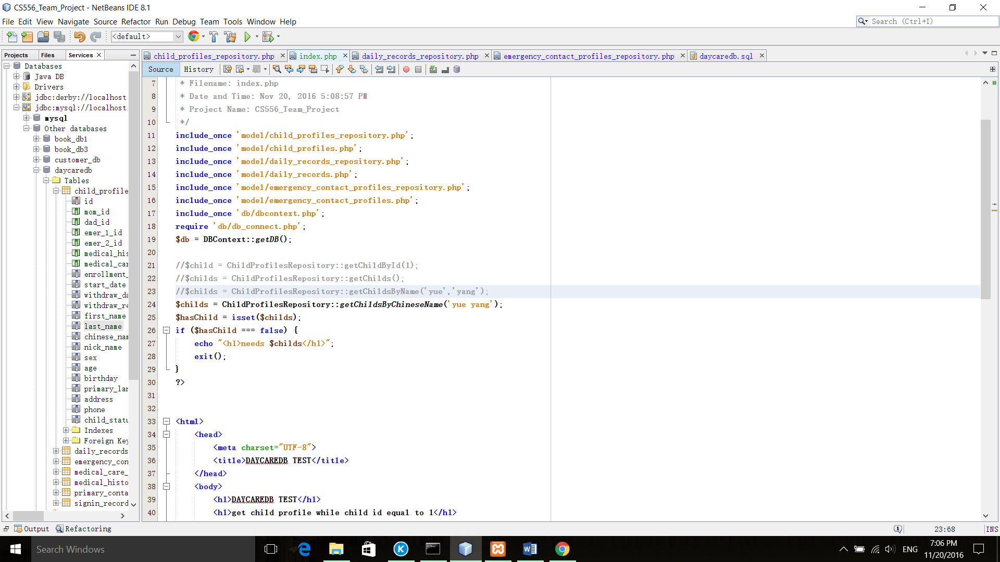 CS556_Team_Project - NetBeans IDE 8.1
File Edit View Navigate Source Refactor Run Debug Team Tools Window Help
Search (Ctrl+I)
<default>
Projects Files Services
child_profiles_repository.php index.php daily_records_repository.php emergency_contact_profiles_repository.php daycaredb.sql
Source History
Databases
Java DB
Drivers
jdbc:derby://localhost
jdbc:mysql://localhost
mysql
Other databases
book_db1
book_db3
customer_db
daycaredb
Tables
child_profile
id
mom_id
dad_id
emer_1_id
emer_2_id
medical_his
medical_car
enrollment_
start_date
withdraw_da
withdraw_re
first_name
last_name
chinese_nam
nick_name
sex
age
birthday
primary_lan
address
phone
child_statu
Indexes
Foreign Key
daily_records
emergency_con
medical_care_
medical_histo
primary_conta
signin_record
7 * Filename: index.php
8 * Date and Time: Nov 20, 2016 5:08:57 PM
9 * Project Name: CS556_Team_Project
10 */
11 include_once 'model/child_profiles_repository.php';
12 include_once 'model/child_profiles.php';
13 include_once 'model/daily_records_repository.php';
14 include_once 'model/daily_records.php';
15 include_once 'model/emergency_contact_profiles_repository.php';
16 include_once 'model/emergency_contact_profiles.php';
17 include_once 'db/dbcontext.php';
18 require 'db/db_connect.php';
19 $db = DBContext::getDB();
20
21 //$child = ChildProfilesRepository::getChildById(1);
22 //$childs = ChildProfilesRepository::getChilds();
23 //$childs = ChildProfilesRepository::getChildsByName('yue','yang');
24 $childs = ChildProfilesRepository::getChildsByChineseName('yue yang');
25 $hasChild = isset($childs);
26 if ($hasChild === false) {
27 echo "<h1>needs $childs</h1>";
28 exit();
29 }
30 ?>
31
32
33 <html>
34 <head>
35 <meta charset="UTF-8">
36 <title>DAYCAREDB TEST</title>
37 </head>
38 <body>
39 <h1>DAYCAREDB TEST</h1>
40 <h1>get child profile while child id equal to 1</h1>
Output Refactoring
1
23:68
INS
Search Windows
ENG
7:06 PM
11/20/2016